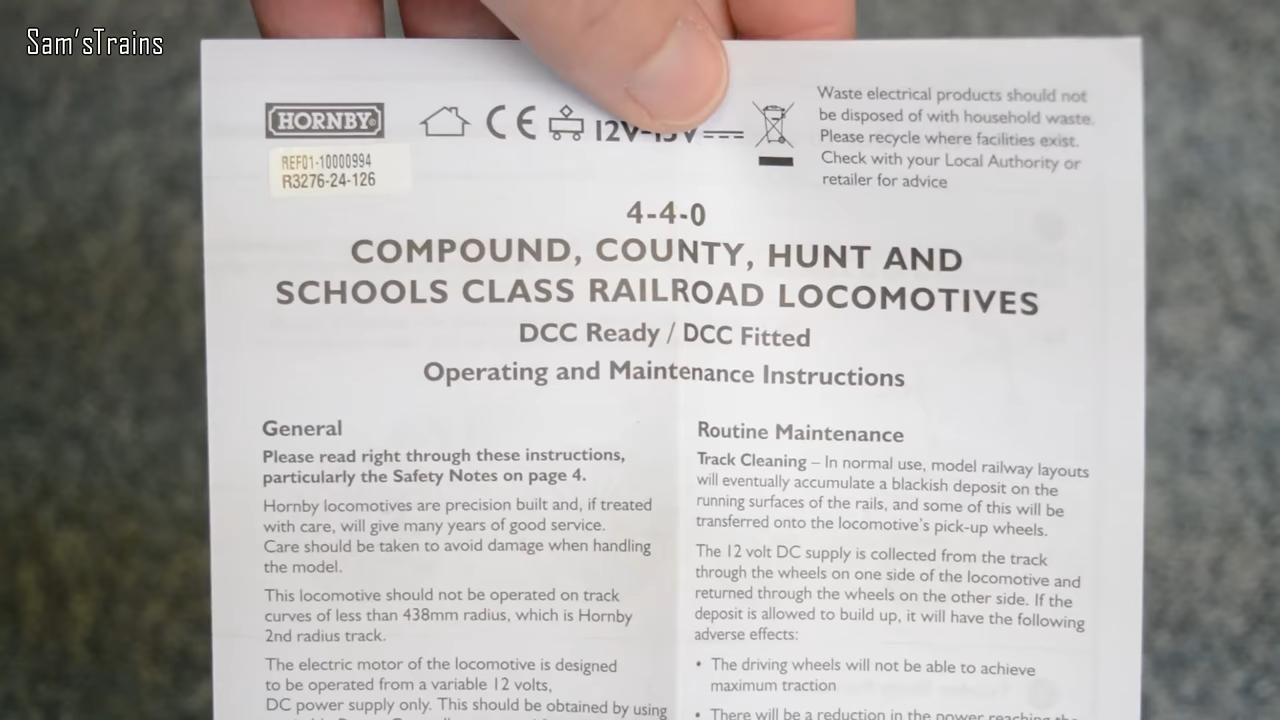 Sam'sTrains
HORNBY®
CE
12V-15V
REF01-10000994
R3276-24-126
Waste electrical products should not
be disposed of with household waste.
Please recycle where facilities exist.
Check with your Local Authority or
retailer for advice
4-4-0
COMPOUND, COUNTY, HUNT AND
SCHOOLS CLASS RAILROAD LOCOMOTIVES
DCC Ready / DCC Fitted
Operating and Maintenance Instructions
General
Please read right through these instructions,
particularly the Safety Notes on page 4.
Hornby locomotives are precision built and, if treated
with care, will give many years of good service.
Care should be taken to avoid damage when handling
the model.
This locomotive should not be operated on track
curves of less than 438mm radius, which is Hornby
2nd radius track.
The electric motor of the locomotive is designed
to be operated from a variable 12 volts,
DC power supply only. This should be obtained by using
Routine Maintenance
Track Cleaning – In normal use, model railway layouts
will eventually accumulate a blackish deposit on the
running surfaces of the rails, and some of this will be
transferred onto the locomotive's pick-up wheels.
The 12 volt DC supply is collected from the track
through the wheels on one side of the locomotive and
returned through the wheels on the other side. If the
deposit is allowed to build up, it will have the following
adverse effects:
• The driving wheels will not be able to achieve
maximum traction
• There will be a reduction in the power reaching the